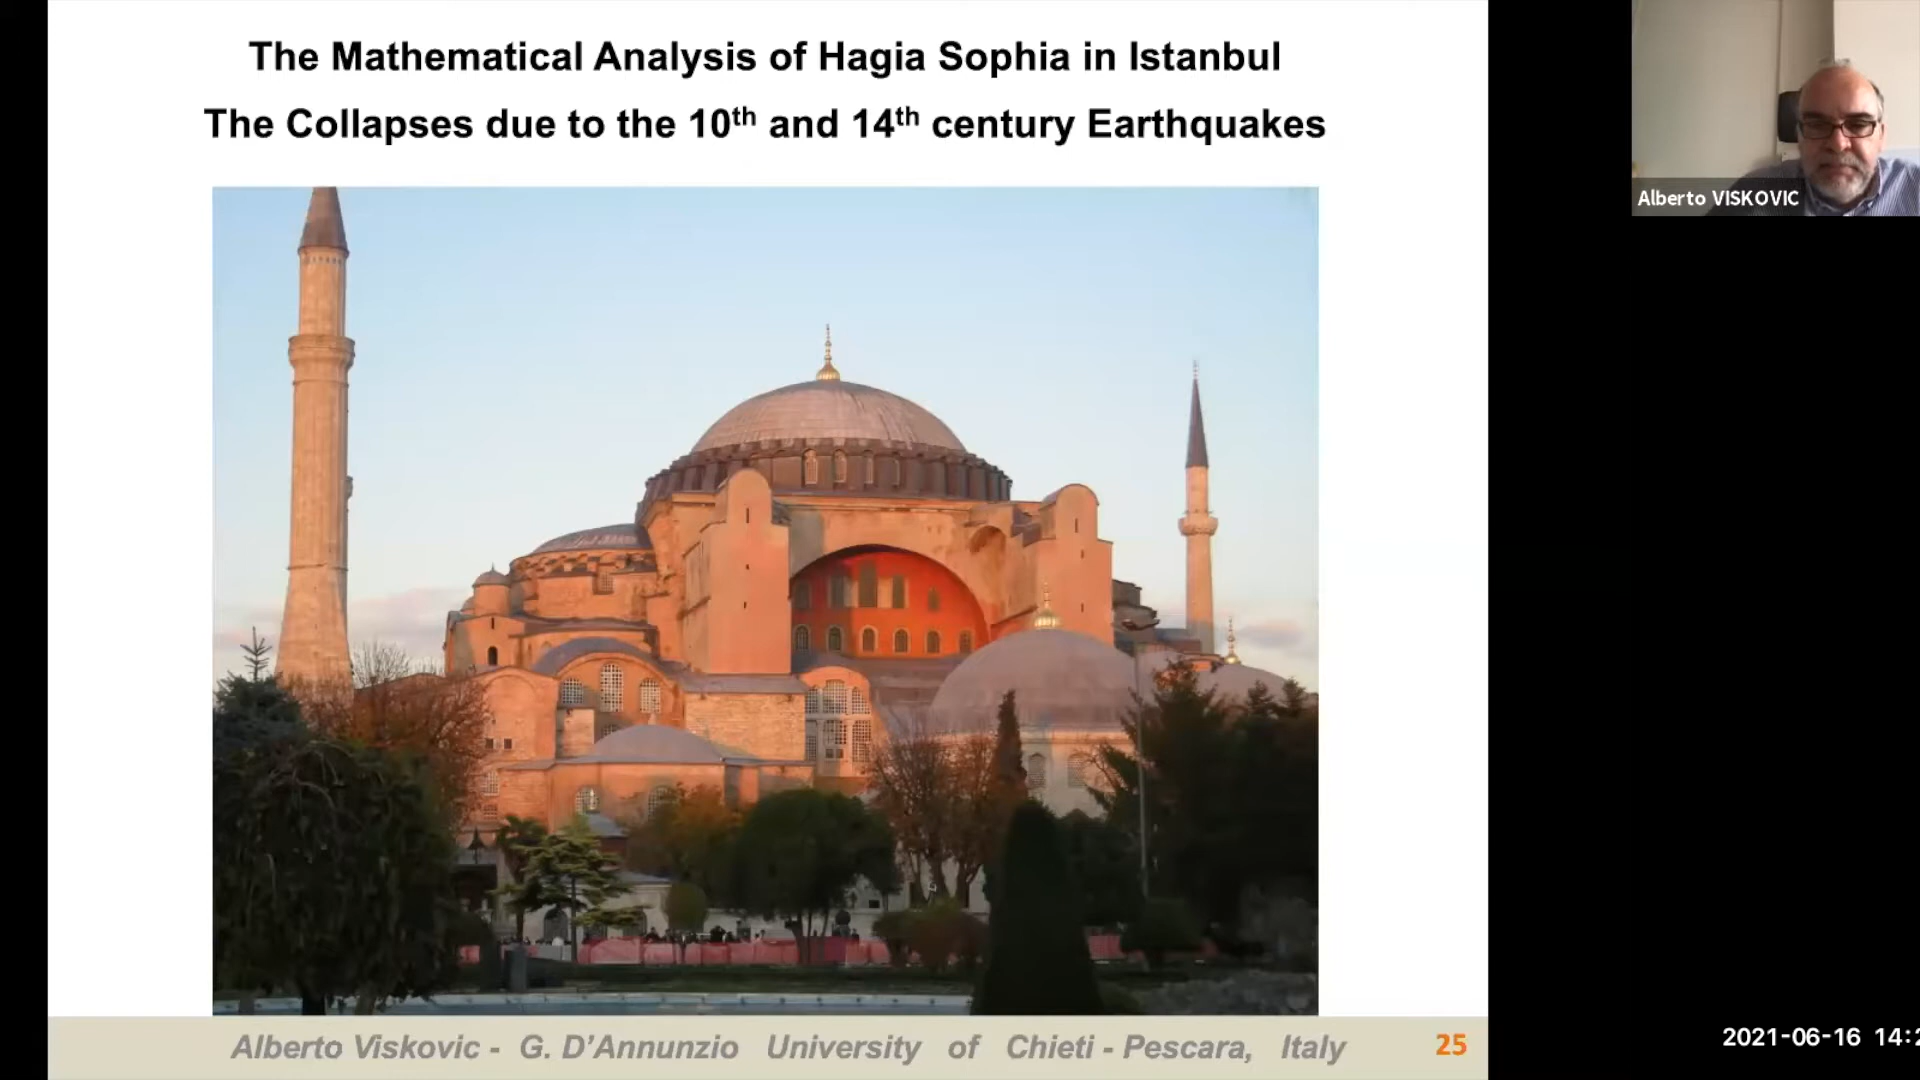 The Mathematical Analysis of Hagia Sophia in Istanbul
The Collapses due to the 10th and 14th century Earthquakes
Alberto VISKOVIC
Alberto Viskovic - G. D'Annunzio University of Chieti - Pescara, Italy 25
2021-06-16 14:2